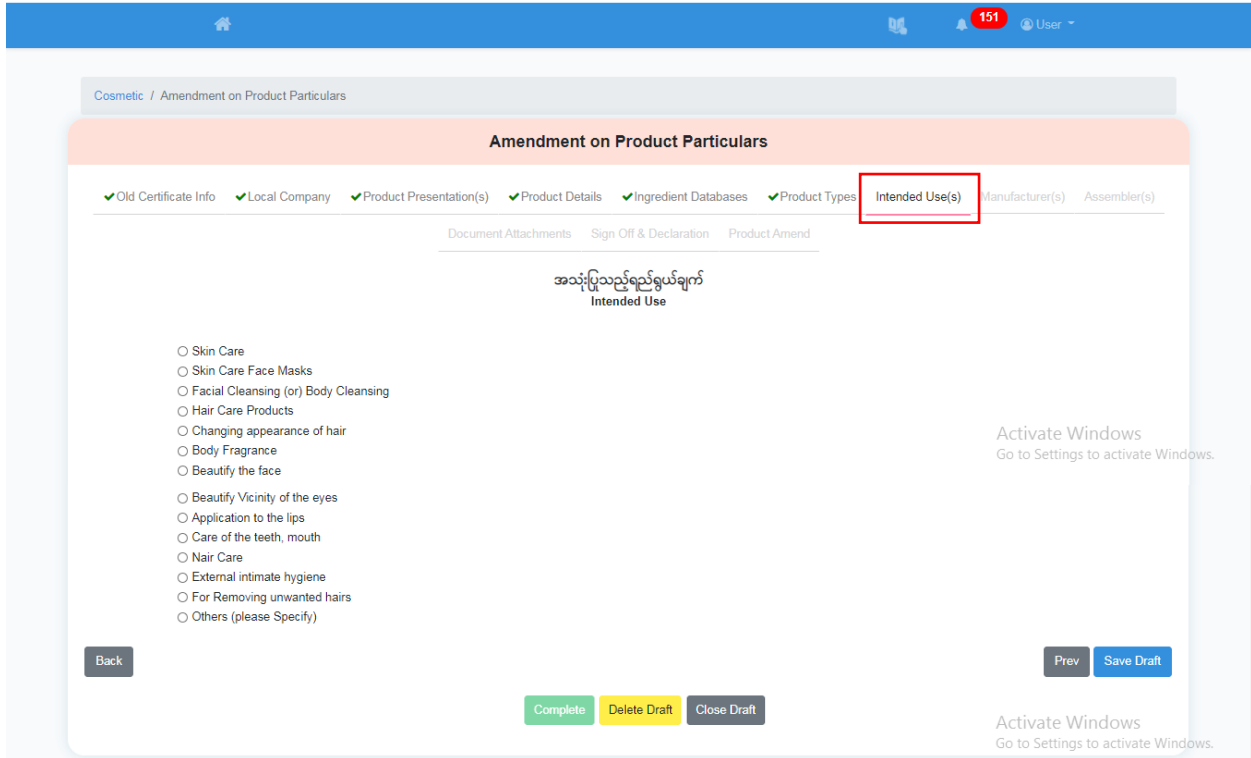 151 User
Cosmetic / Amendment on Product Particulars
Amendment on Product Particulars
Old Certificate Info Local Company Product Presentation(s) Product Details Ingredient Databases Product Types Intended Use(s) Manufacturer(s) Assembler(s)
Document Attachments Sign Off & Declaration Product Amend
အသုံးပြုသည့်ရည်ရွယ်ချက်
Intended Use
Skin Care
Skin Care Face Masks
Facial Cleansing (or) Body Cleansing
Hair Care Products
Changing appearance of hair
Body Fragrance
Beautify the face
Beautify Vicinity of the eyes
Application to the lips
Care of the teeth, mouth
Nair Care
External intimate hygiene
For Removing unwanted hairs
Others (please Specify)
Activate Windows
Go to Settings to activate Windows.
Back Prev Save Draft
Complete Delete Draft Close Draft
Activate Windows
Go to Settings to activate Windows.